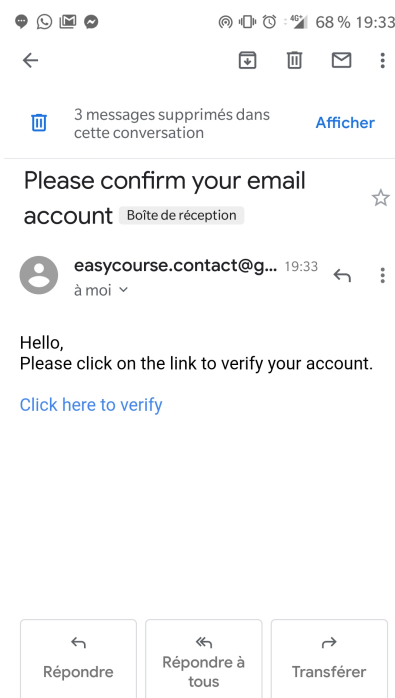 4G+ 68 % 19:33
3 messages supprimés dans
cette conversation
Afficher
Please confirm your email
account Boîte de réception
easycourse.contact@g... 19:33
à moi
Hello,
Please click on the link to verify your account.
Click here to verify
Répondre
Répondre à
tous
Transférer